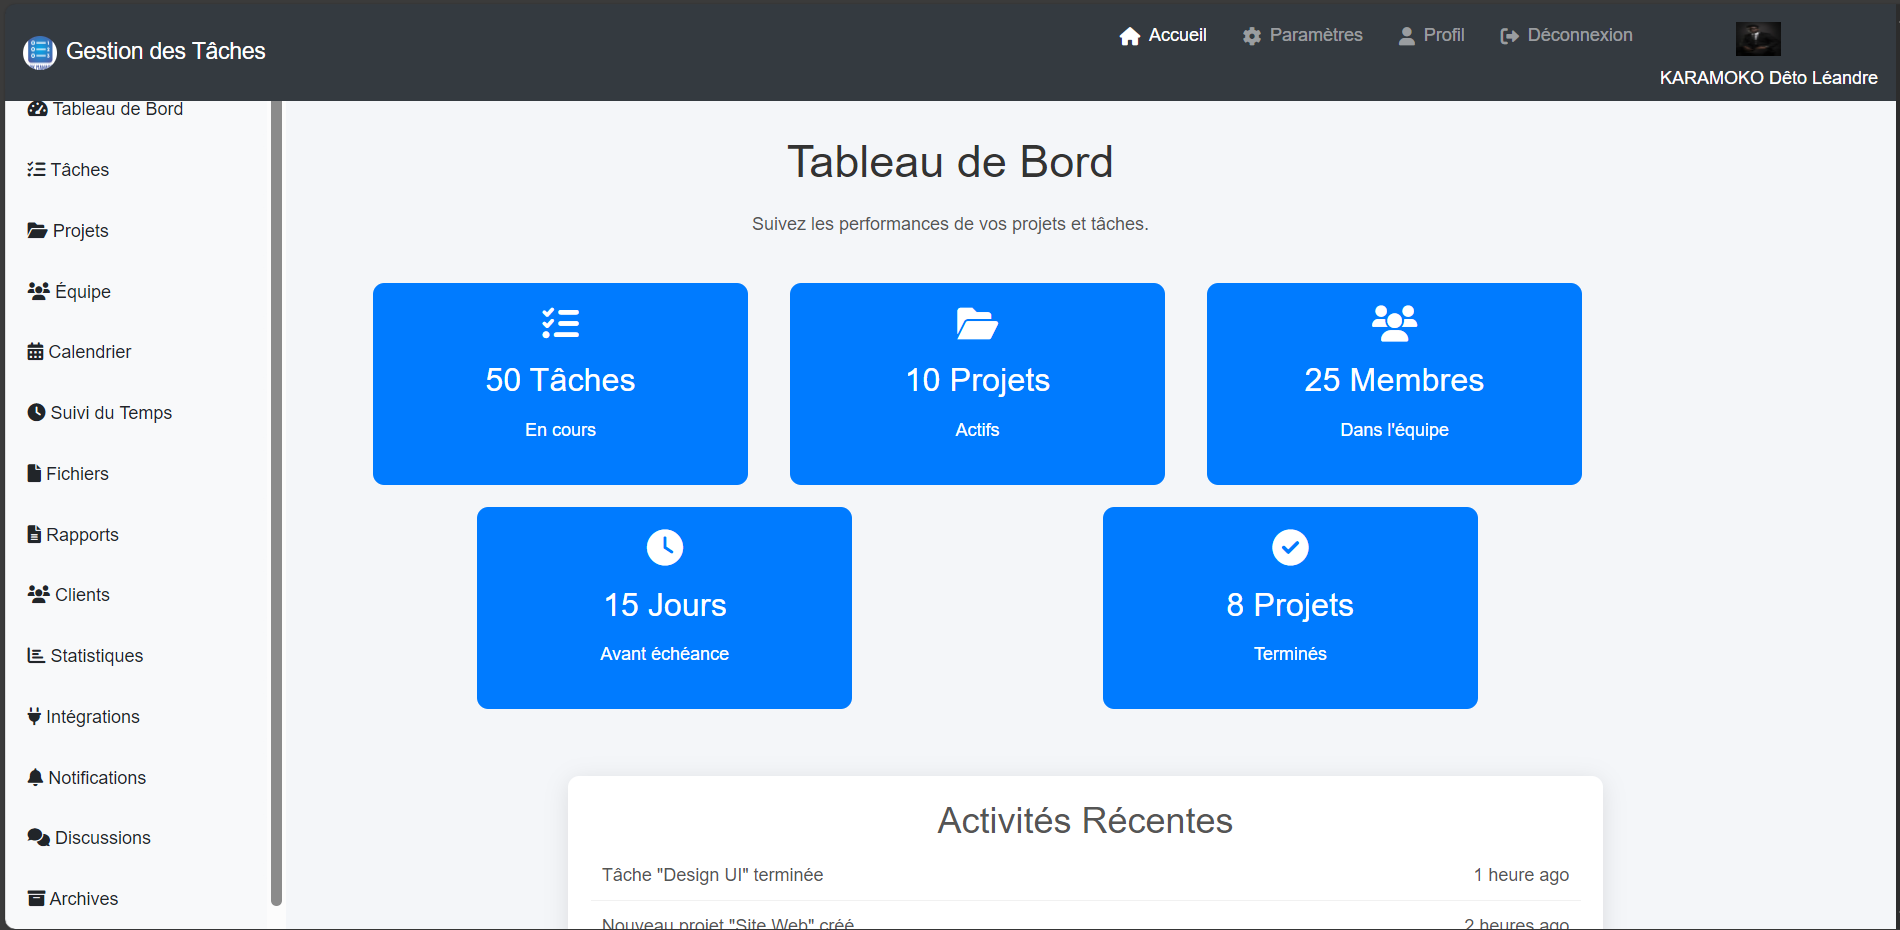 Gestion des Tâches
Accueil
Paramètres
Profil
Déconnexion
KARAMOKO Dêto Léandre
Tableau de Bord
Tâches
Projets
Équipe
Calendrier
Suivi du Temps
Fichiers
Rapports
Clients
Statistiques
Intégrations
Notifications
Discussions
Archives
Tableau de Bord
Suivez les performances de vos projets et tâches.
50 Tâches
En cours
10 Projets
Actifs
25 Membres
Dans l'équipe
15 Jours
Avant échéance
8 Projets
Terminés
Activités Récentes
Tâche "Design UI" terminée
1 heure ago
Nouveau projet "Site Web" créé
2 heures ago